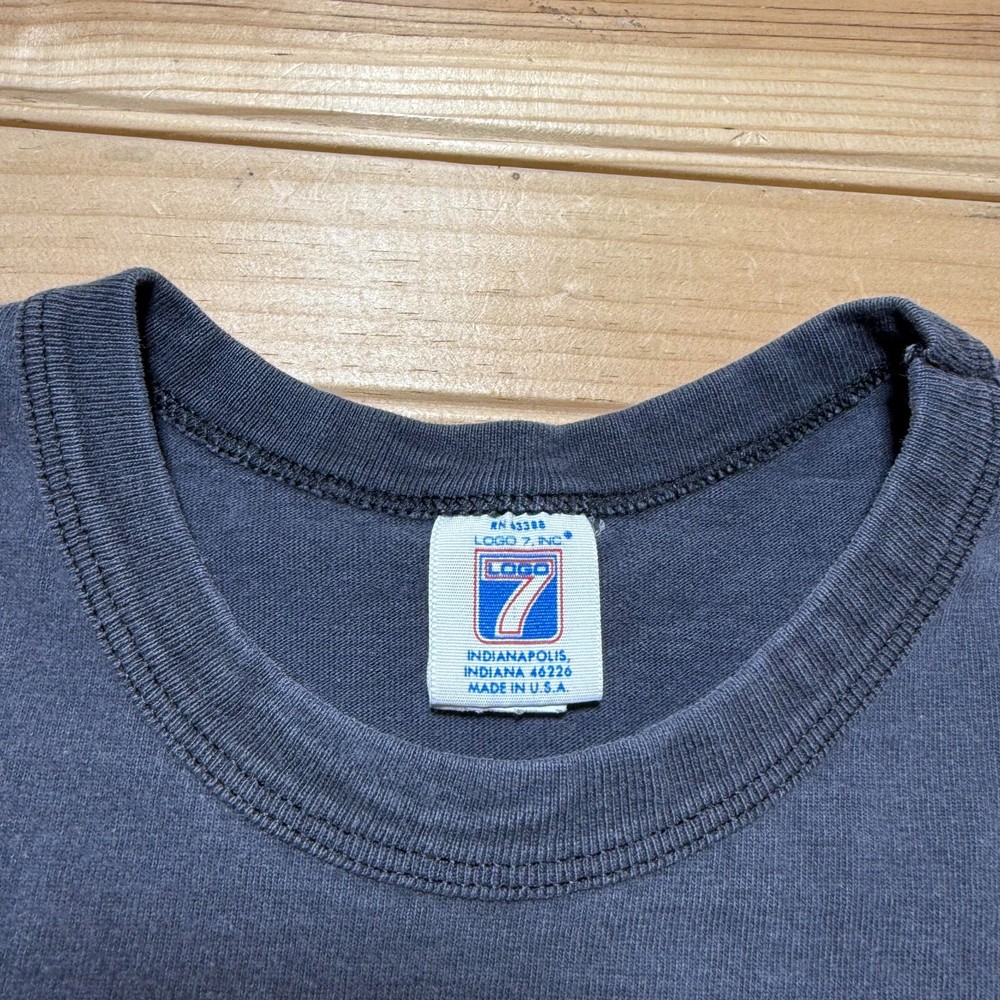 RN 43388
LOGO 7, INC®
LOGO
7
INDIANAPOLIS,
INDIANA 46226
MADE IN U.S.A.